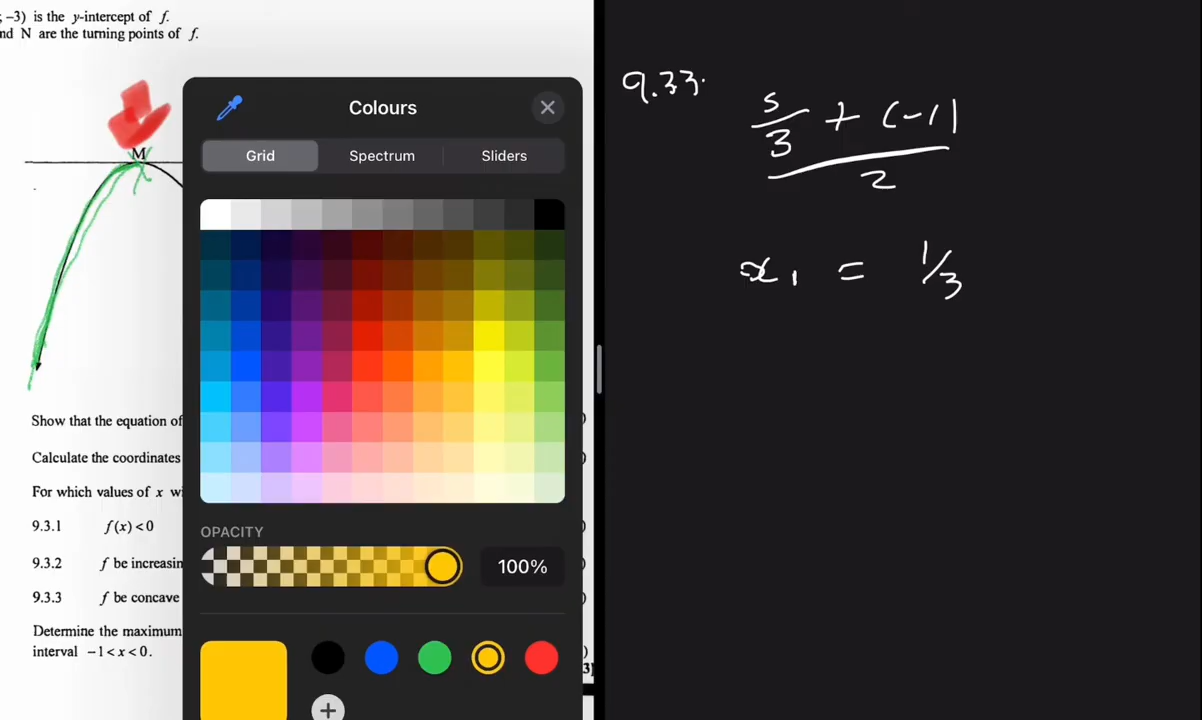 ; −3) is the y-intercept of f.
nd N are the turning points of f.
M
Show that the equation of
Calculate the coordinates
For which values of x wi
9.3.1 f(x) < 0
9.3.2 f be increasin
9.3.3 f be concave
Determine the maximum
interval −1 < x < 0.
)
)
)
)
)
)
3]
Colours
Grid Spectrum Sliders
OPACITY
100%
+
9.33.
5/3 + (-1)
2
x1 = 1/3